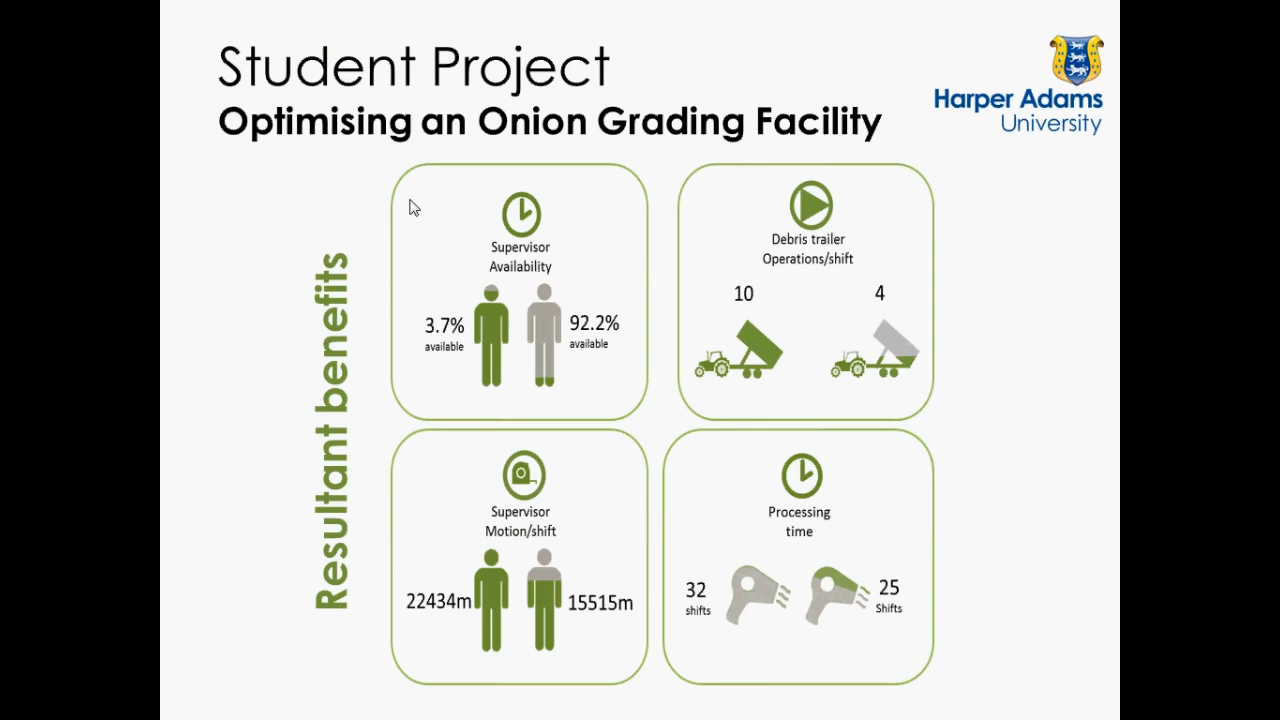 Student Project
Optimising an Onion Grading Facility
Harper Adams
University
Resultant benefits
Supervisor
Availability
3.7%
available
92.2%
available
Debris trailer
Operations/shift
10
4
Supervisor
Motion/shift
22434m
15515m
Processing
time
32
shifts
25
Shifts